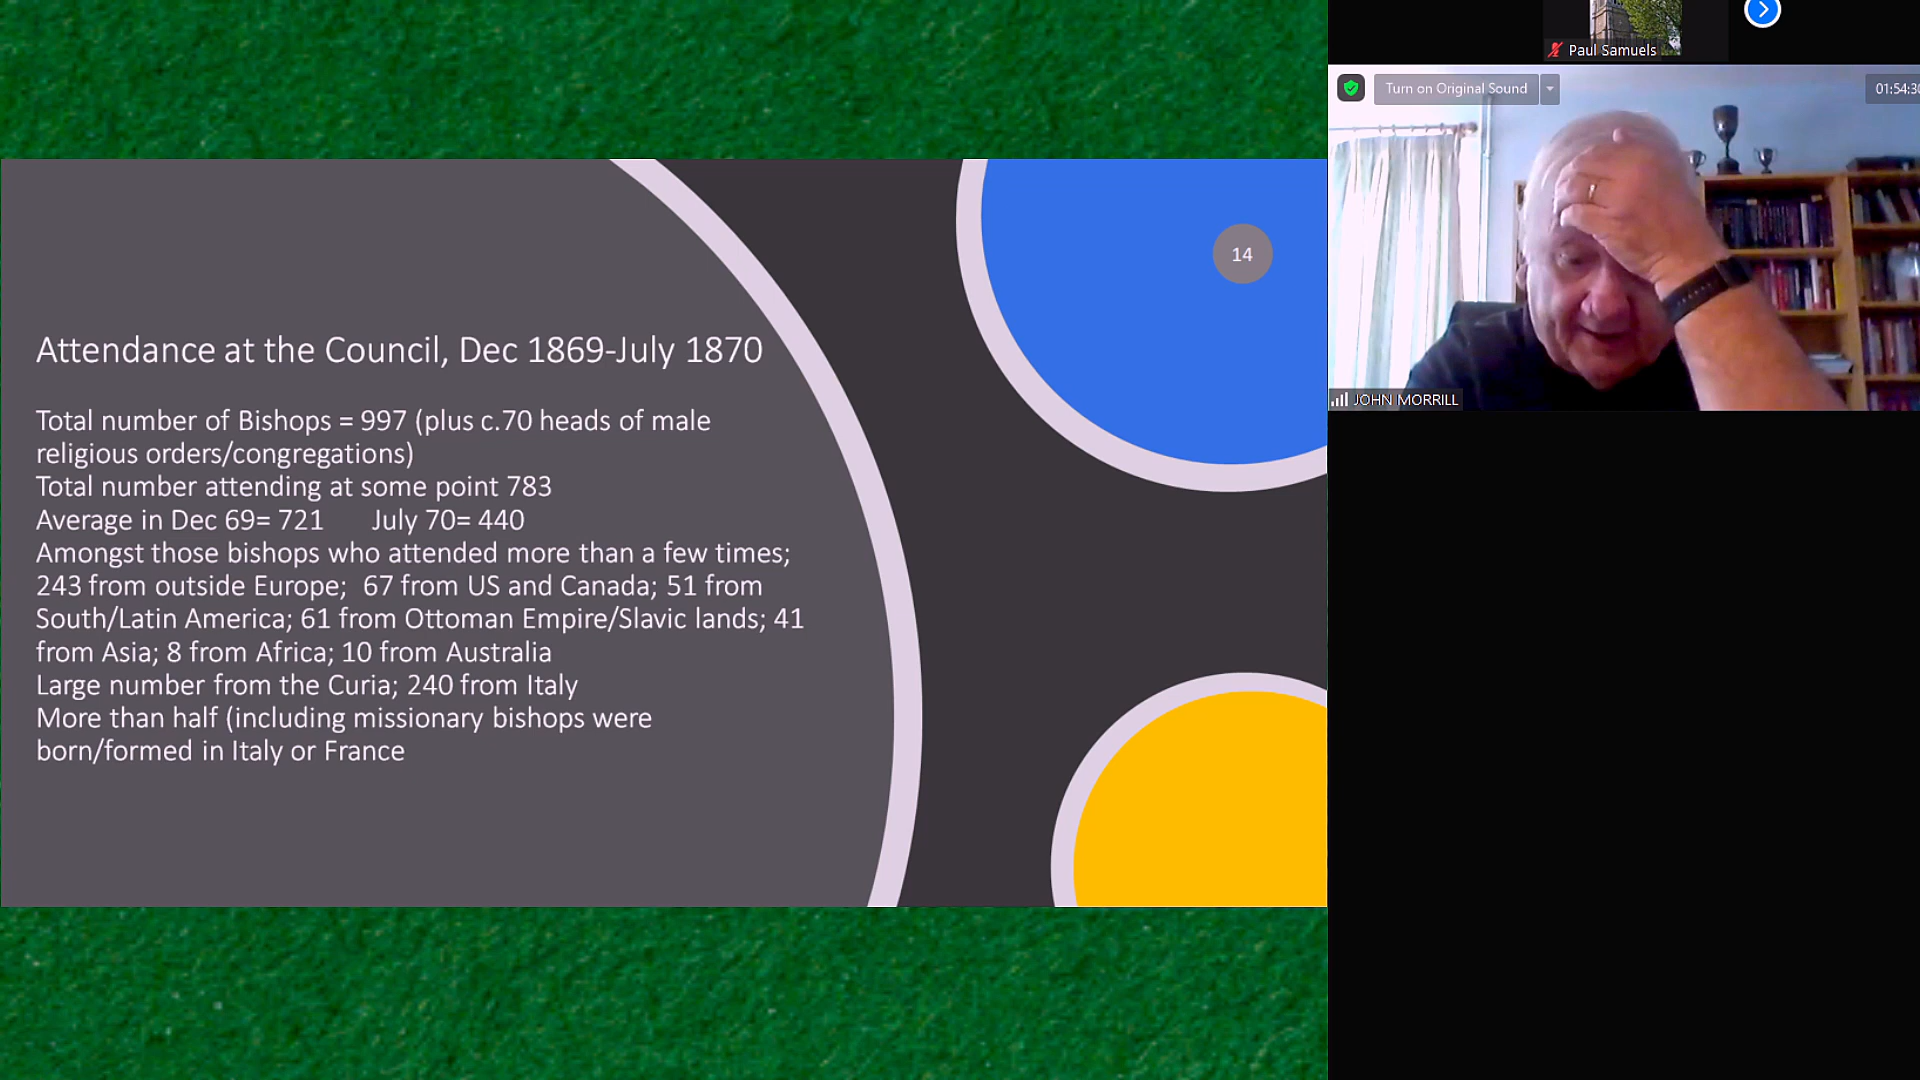 Paul Samuels
Turn on Original Sound
01:54:30
14
Attendance at the Council, Dec 1869-July 1870
Total number of Bishops = 997 (plus c.70 heads of male
religious orders/congregations)
Total number attending at some point 783
Average in Dec 69= 721 July 70= 440
Amongst those bishops who attended more than a few times;
243 from outside Europe; 67 from US and Canada; 51 from
South/Latin America; 61 from Ottoman Empire/Slavic lands; 41
from Asia; 8 from Africa; 10 from Australia
Large number from the Curia; 240 from Italy
More than half (including missionary bishops were
born/formed in Italy or France
JOHN MORRILL